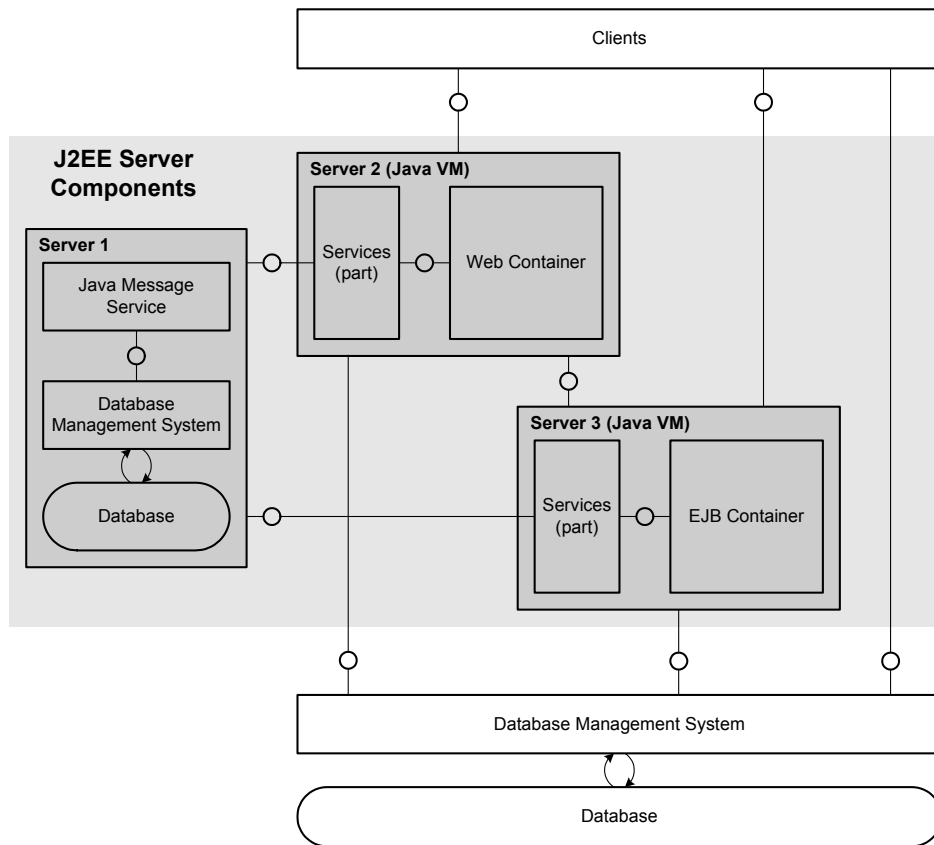 Clients
J2EE Server
Components
Server 2 (Java VM)
Services
(part)
Web Container
Server 1
Java Message
Service
Database
Management System
Database
Server 3 (Java VM)
Services
(part)
EJB Container
Database Management System
Database